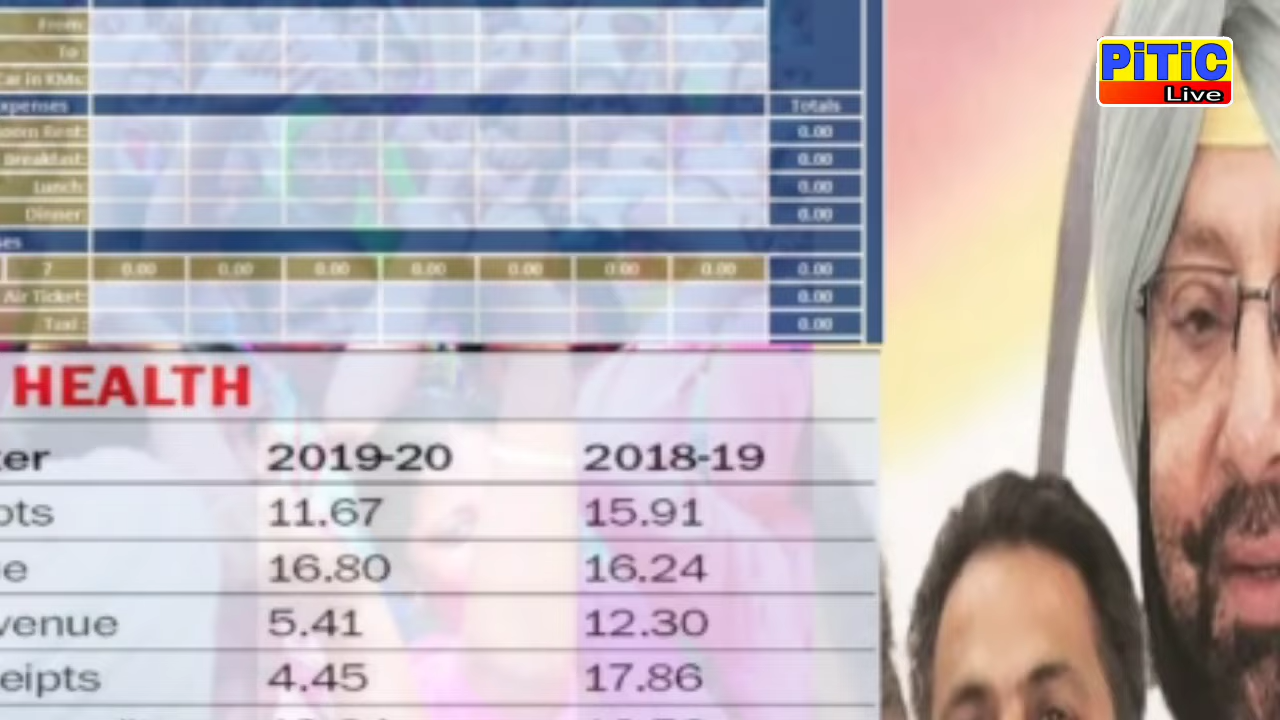 PiTiC
Live
From:
To :
Car in KMs:
xpenses Totals
oom Rent: 0.00
Breakfast: 0.00
Lunch: 0.00
Dinner: 0.00
ses
7 0.00 0.00 0.00 0.00 0.00 0.00 0.00 0.00
Air Ticket: 0.00
Taxi : 0.00
HEALTH
ter 2019-20 2018-19
pts 11.67 15.91
e 16.80 16.24
venue 5.41 12.30
eipts 4.45 17.86